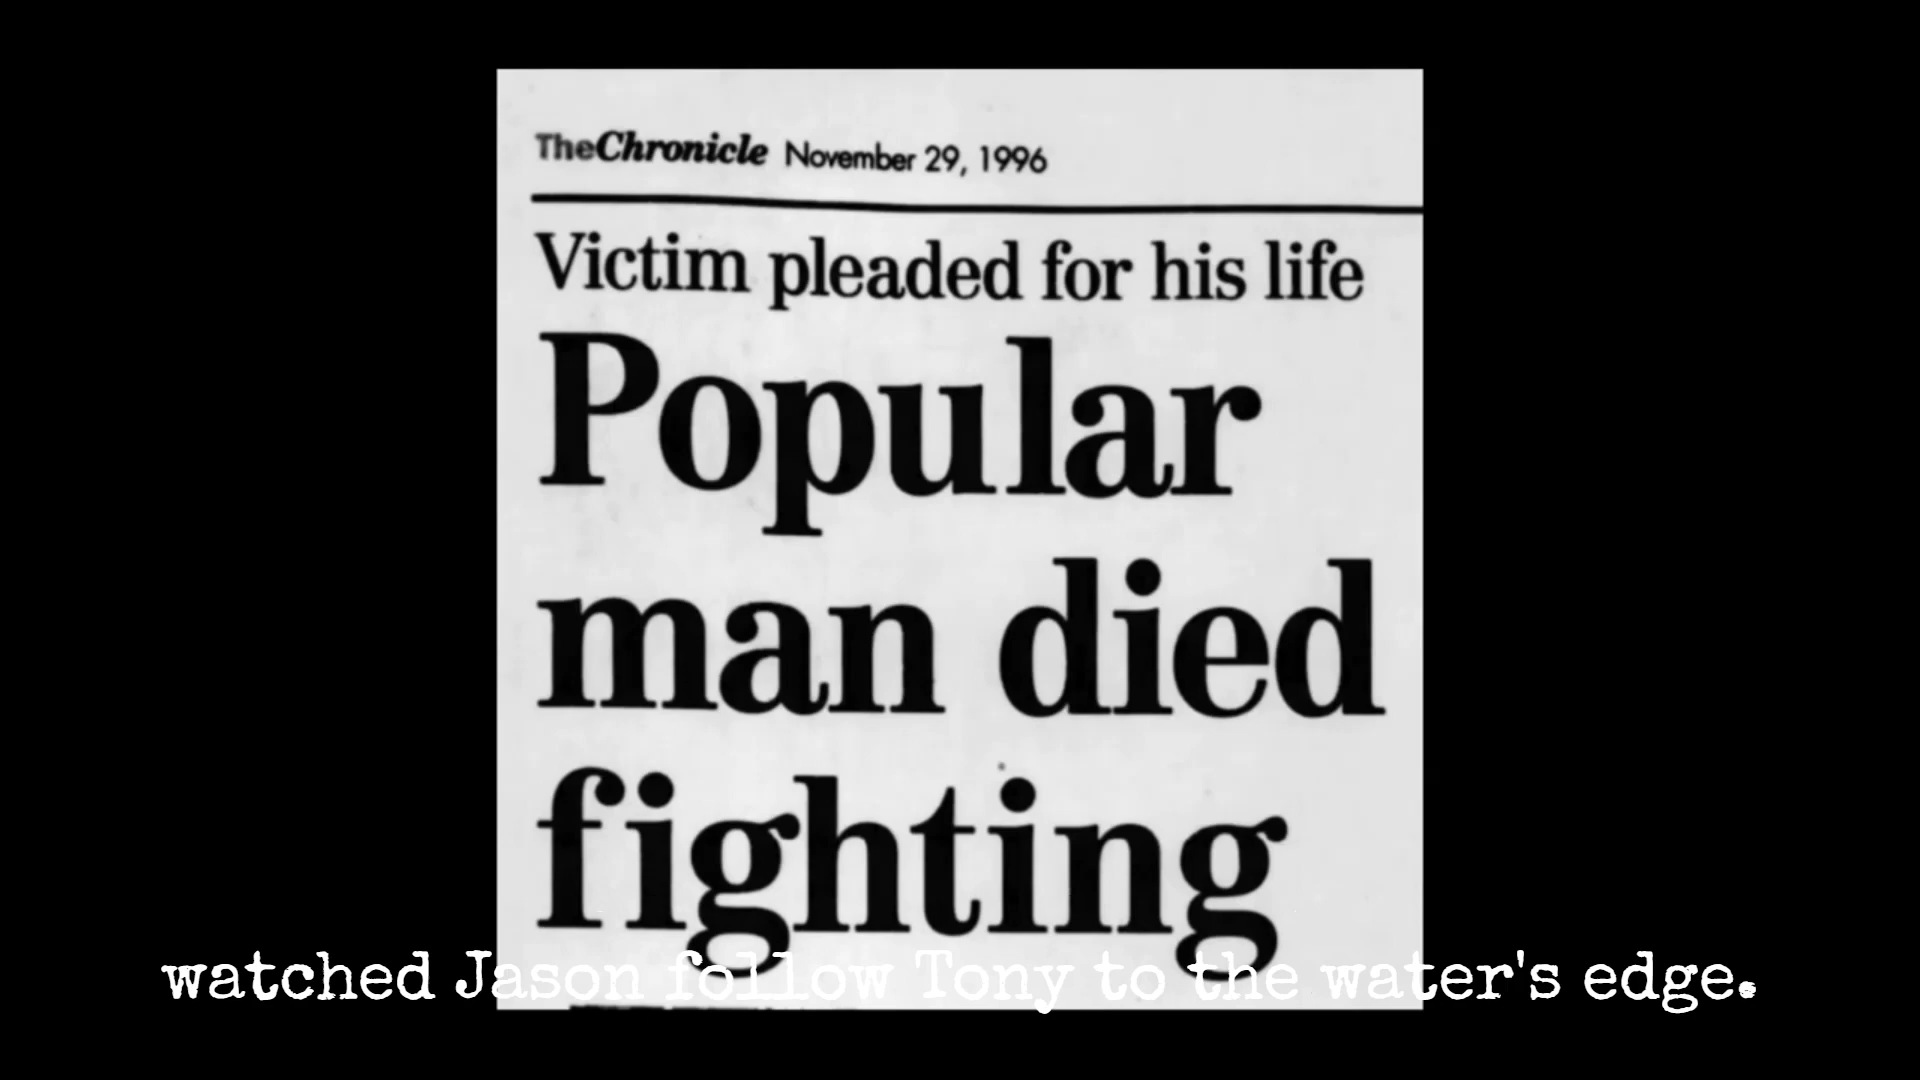 TheChronicle November 29, 1996
Victim pleaded for his life
Popular
man died
fighting
watched Jason follow Tony to the water's edge.